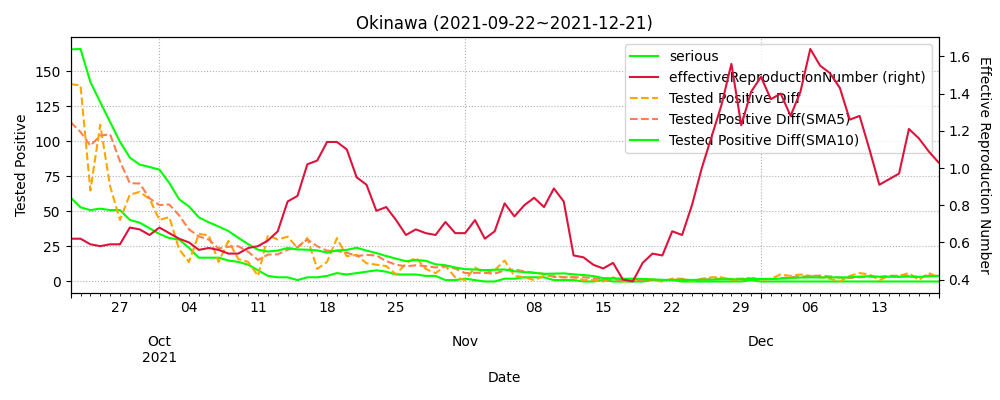 Okinawa (2021-09-22~2021-12-21)
serious
effectiveReproductionNumber (right)
Tested Positive Diff
Tested Positive Diff(SMA5)
Tested Positive Diff(SMA10)
Tested Positive
150
125
100
75
50
25
0
1.6
1.4
1.2
1.0
0.8
0.6
0.4
Effective Reproduction Number
27 04 11 18 25 08 15 22 29 06 13
Oct Nov Dec
2021
Date